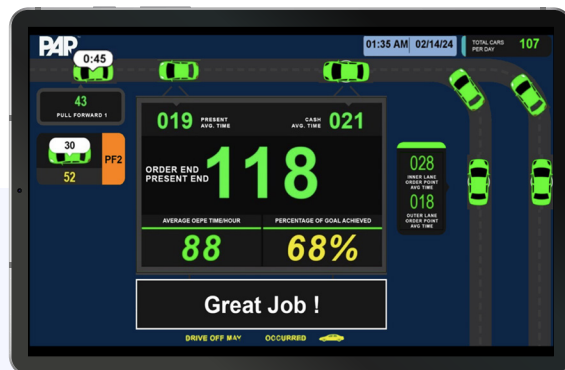 PAR
01:35 AM 02/14/24
TOTAL CARS
PER DAY
107
0:45
43
PULL FORWARD 1
30
PF2
52
019 PRESENT
AVG. TIME
CASH
AVG. TIME 021
ORDER END
PRESENT END
118
AVERAGE OEPE TIME/HOUR
88
PERCENTAGE OF GOAL ACHIEVED
68%
028
INNER LANE
ORDER POINT
AVG TIME
018
OUTER LANE
ORDER POINT
AVG TIME
Great Job !
DRIVE OFF MAY OCCURRED